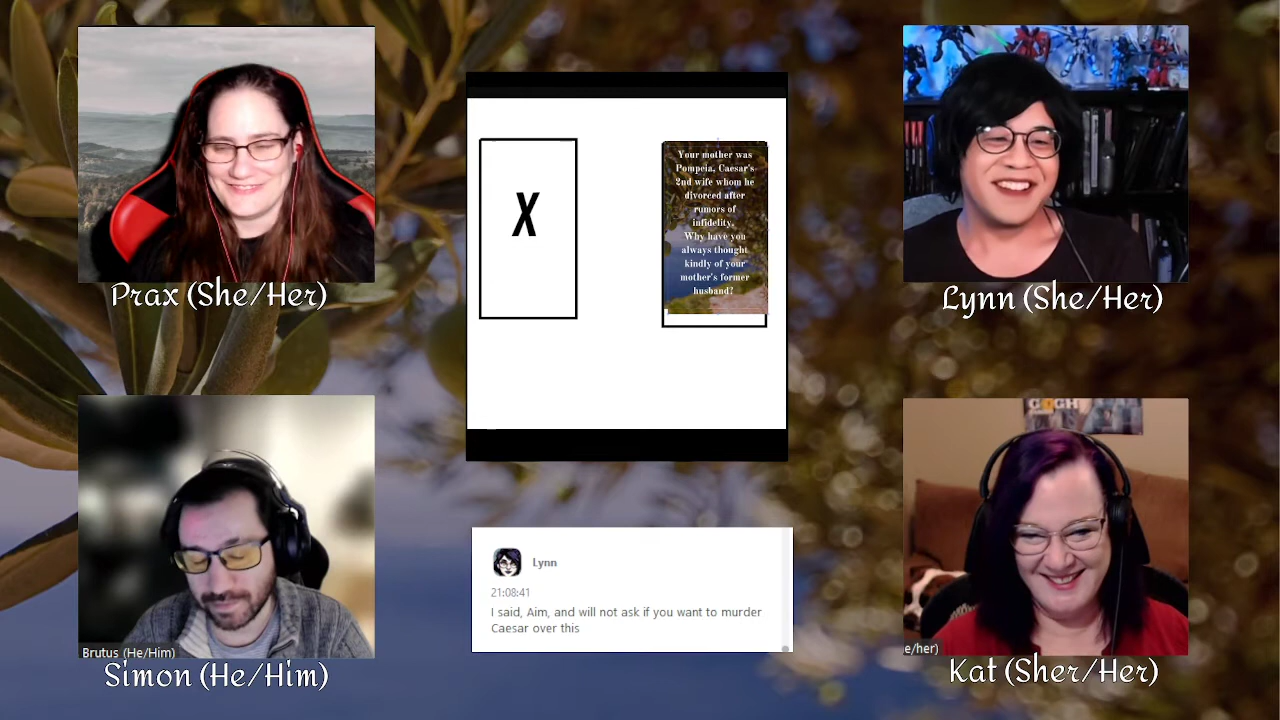 GOGH
X
Your mother was
Pompeia, Caesar's
2nd wife whom he
divorced after
rumors of
infidelity.
Why have you
always thought
kindly of your
mother's former
husband?
Prax (She/Her)
Lynn (She/Her)
Lynn
21:08:41
I said, Aim, and will not ask if you want to murder
Caesar over this
Brutus (He/Him)
e/her)
Simon (He/Him)
Kat (Sher/Her)